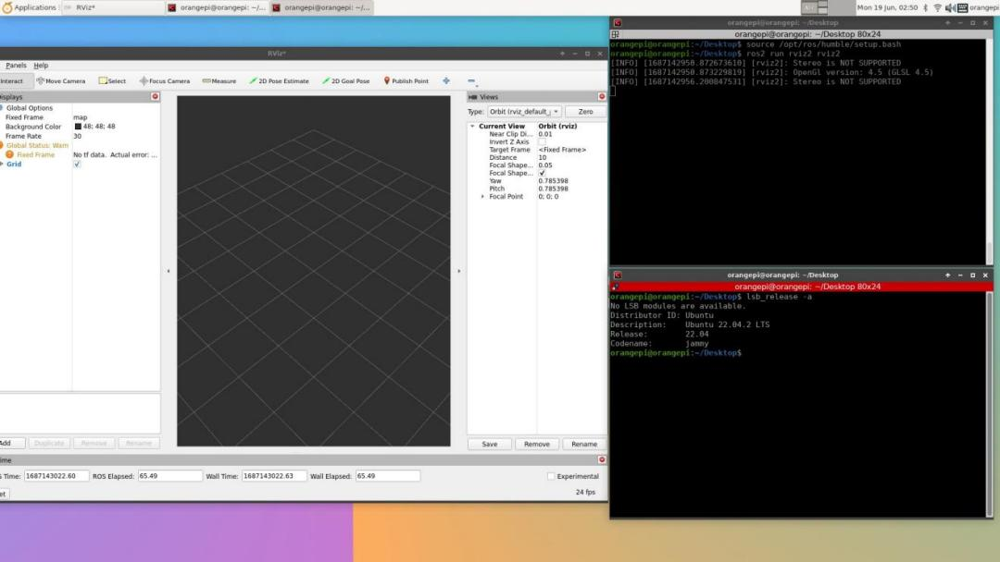 Applications RViz* orangepi@orangepi: ~/... orangepi@orangepi: ~/... Mon 19 Jun, 02:50 orangepi
RViz*
Panels Help
Interact Move Camera Select Focus Camera Measure 2D Pose Estimate 2D Goal Pose Publish Point
isplays
Global Options
Fixed Frame map
Background Color 48; 48; 48
Frame Rate 30
Global Status: Warn
Fixed Frame No tf data. Actual error: ...
Grid
Add Duplicate Remove Rename
Views
Type: Orbit (rviz_default_ Zero
Current View Orbit (rviz)
Near Clip Di... 0.01
Invert Z Axis
Target Frame <Fixed Frame>
Distance 10
Focal Shape... 0.05
Focal Shape...
Yaw 0.785398
Pitch 0.785398
Focal Point 0; 0; 0
Save Remove Rename
ime
S Time: 1687143022.60 ROS Elapsed: 65.49 Wall Time: 1687143022.63 Wall Elapsed: 65.49 Experimental
et 24 fps
orangepi@orangepi: ~/Desktop
orangepi@orangepi: ~/Desktop 80x24
orangepi@orangepi:~/Desktop$ source /opt/ros/humble/setup.bash
orangepi@orangepi:~/Desktop$ ros2 run rviz2 rviz2
[INFO] [1687142950.872673610] [rviz2]: Stereo is NOT SUPPORTED
[INFO] [1687142950.873229819] [rviz2]: OpenGl version: 4.5 (GLSL 4.5)
[INFO] [1687142956.200847531] [rviz2]: Stereo is NOT SUPPORTED
orangepi@orangepi: ~/Desktop
orangepi@orangepi: ~/Desktop 80x24
orangepi@orangepi:~/Desktop$ lsb_release -a
No LSB modules are available.
Distributor ID: Ubuntu
Description: Ubuntu 22.04.2 LTS
Release: 22.04
Codename: jammy
orangepi@orangepi:~/Desktop$